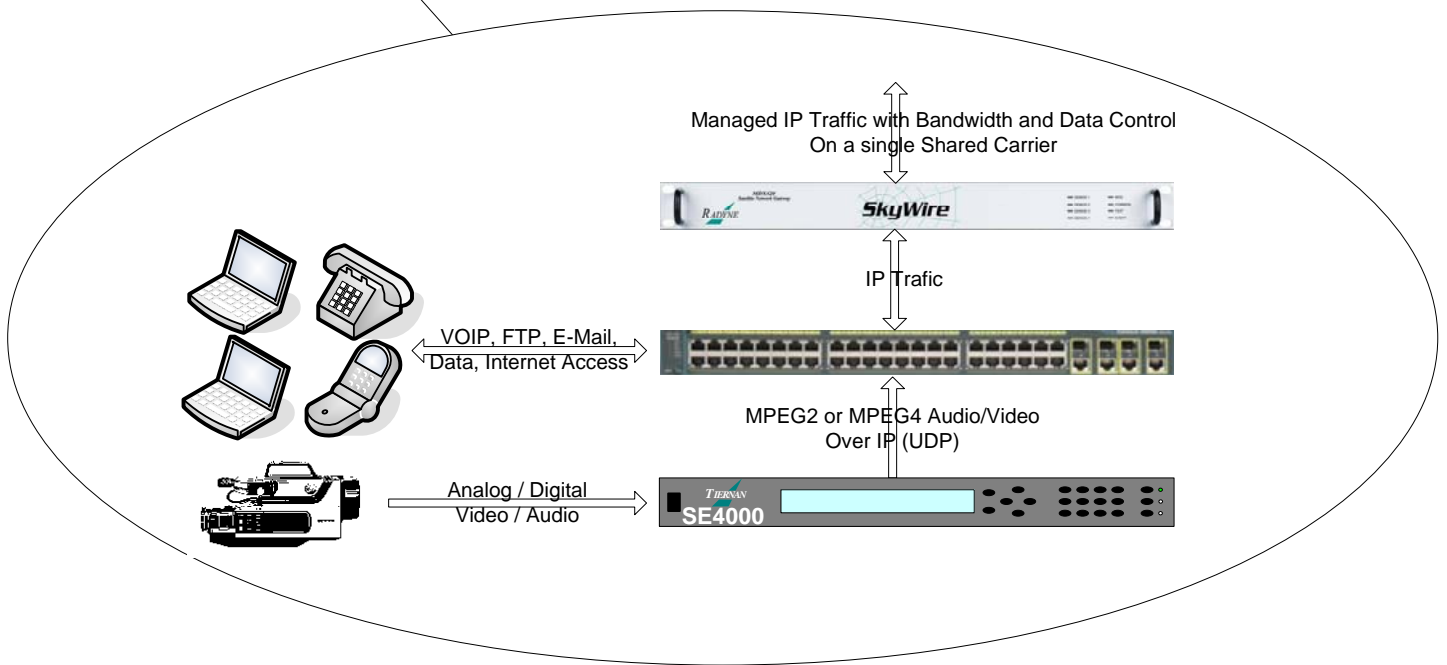 Managed IP Traffic with Bandwidth and Data Control
On a single Shared Carrier
RADYNE
SkyWire
IP Trafic
VOIP, FTP, E-Mail,
Data, Internet Access
MPEG2 or MPEG4 Audio/Video
Over IP (UDP)
Analog / Digital
Video / Audio
TIERNAN
SE4000